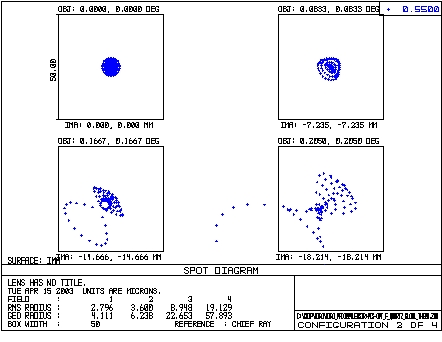 OBJ: 0.0000, 0.0000 DEG
OBJ: 0.0833, 0.0833 DEG
+ 0.5500
50.00
IMA: 0.000, 0.000 MM
IMA: -7.235, -7.235 MM
OBJ: 0.1667, 0.1667 DEG
OBJ: 0.2050, 0.2050 DEG
IMA: -14.666, -14.666 MM
IMA: -18.214, -18.214 MM
SURFACE: IMA
SPOT DIAGRAM
LENS HAS NO TITLE.
TUE APR 15 2003 UNITS ARE MICRONS.
FIELD : 1 2 3 4
RMS RADIUS : 2.796 3.600 8.949 19.129
GEO RADIUS : 4.111 6.238 22.653 57.893
BOX WIDTH : 50 REFERENCE : CHIEF RAY
CONFIGURATION 2 OF 4